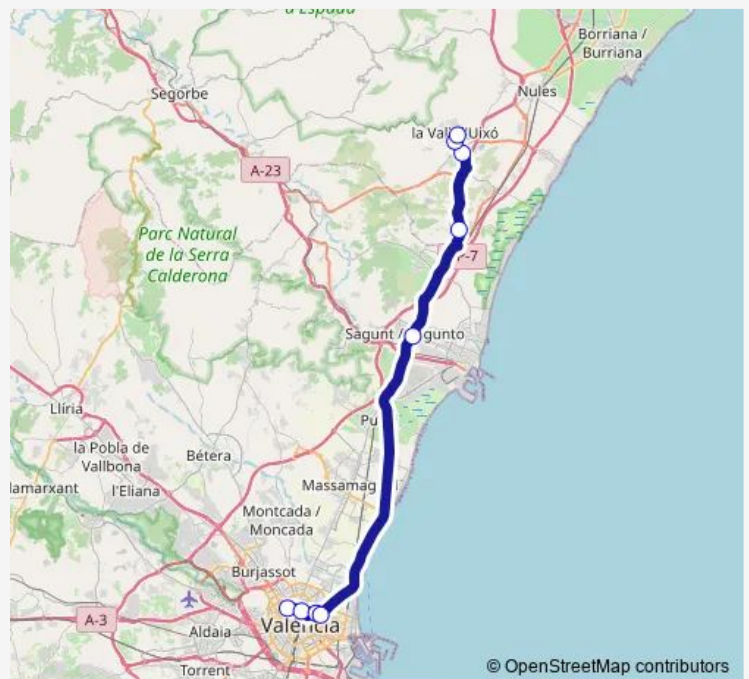 a Espadà
Borriana /
Burriana
Segorbe
Nules
la Vall d'Uixó
A-23
Parc Natural
de la Serra
Calderona
-7
Sagunt / gunto
Llíria
Pu
la Pobla de
Vallbona
Bétera
lamarxant
l'Eliana
Massamag
Montcada /
Moncada
Burjassot
A-3
València
Aldaia
Torrent
© OpenStreetMap contributors